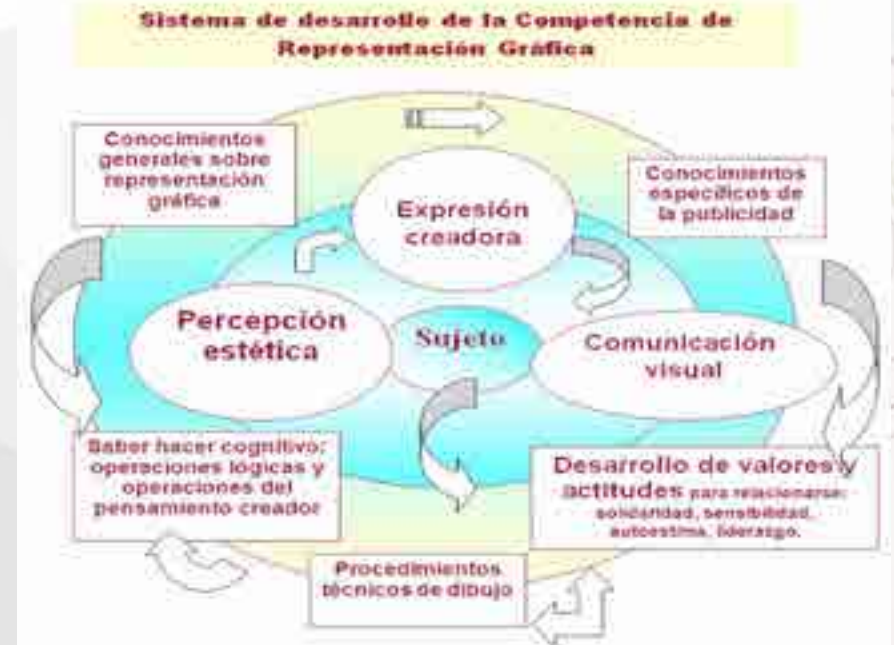 Sistema de desarrollo de la Competencia de
Representación Gráfica
Conocimientos
generales sobre
representación
gráfica
Expresión
creadora
Conocimientos
específicos de
la publicidad
Percepción
estética
Sujeto
Comunicación
visual
Saber hacer cognitivo:
operaciones lógicas y
operaciones del
pensamiento creador
Desarrollo de valores y
actitudes para relacionarse:
solidaridad, sensibilidad,
autoestima, liderazgo.
Procedimientos
técnicos de dibujo